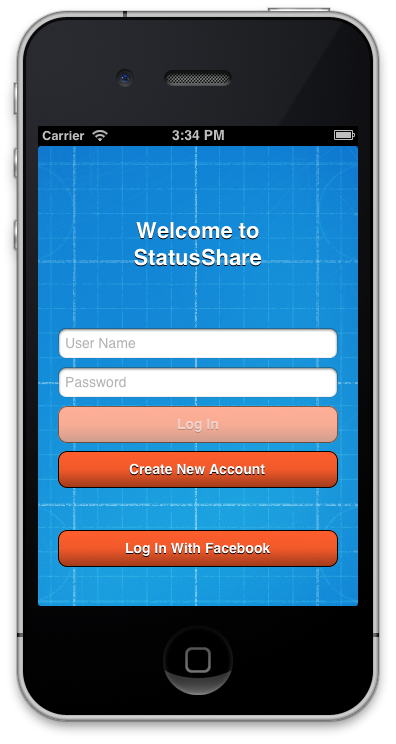 Carrier 3:34 PM
Welcome to
StatusShare
User Name
Password
Log In
Create New Account
Log In With Facebook